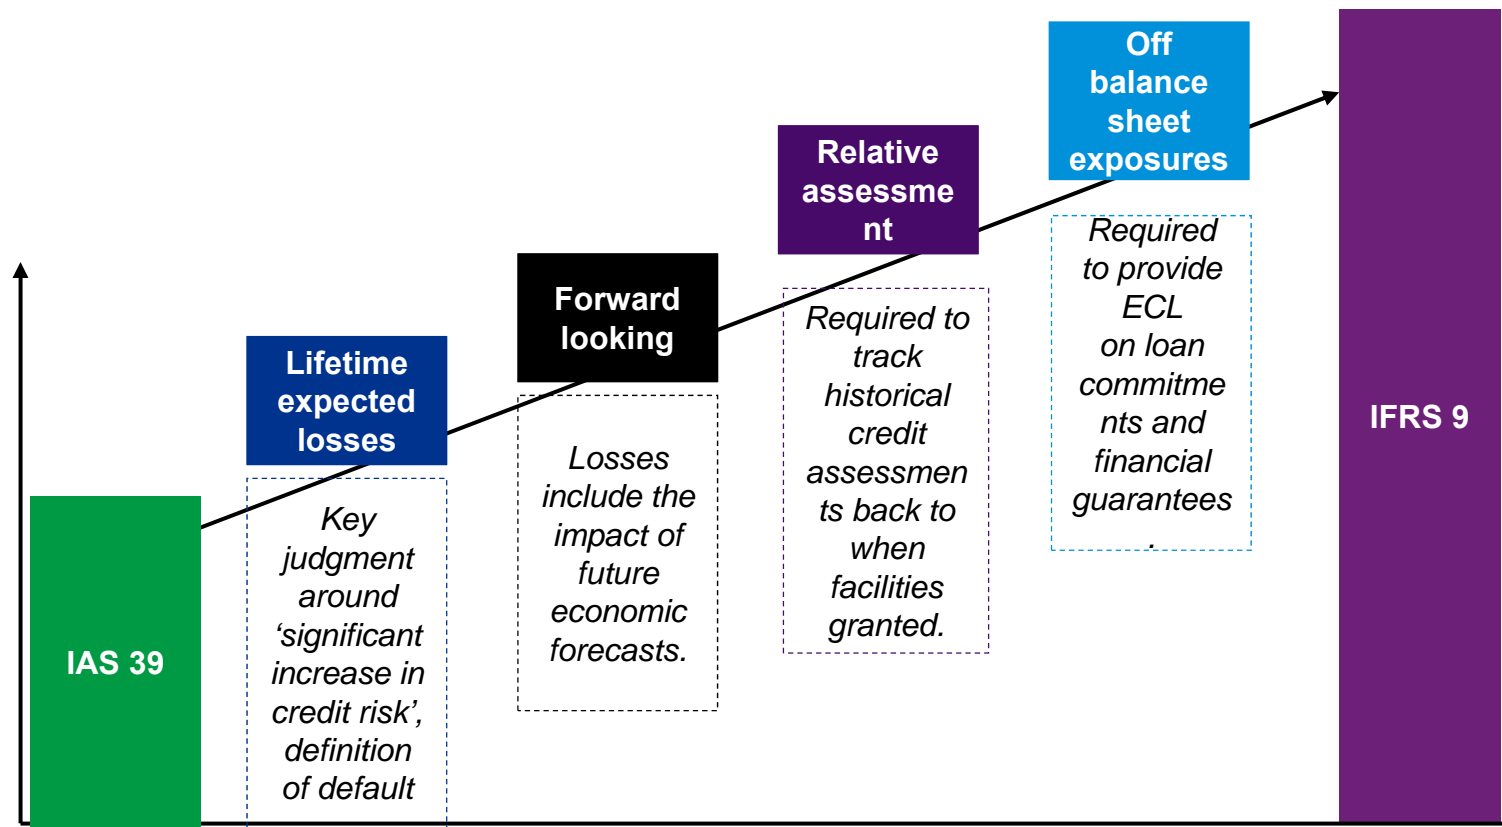 IAS 39
Lifetime
expected
losses
Key
judgment
around
‘significant
increase in
credit risk’,
definition
of default
Forward
looking
Losses
include the
impact of
future
economic
forecasts.
Relative
assessme
nt
Required to
track
historical
credit
assessmen
ts back to
when
facilities
granted.
Off
balance
sheet
exposures
Required
to provide
ECL
on loan
commitme
nts and
financial
guarantees
.
IFRS 9